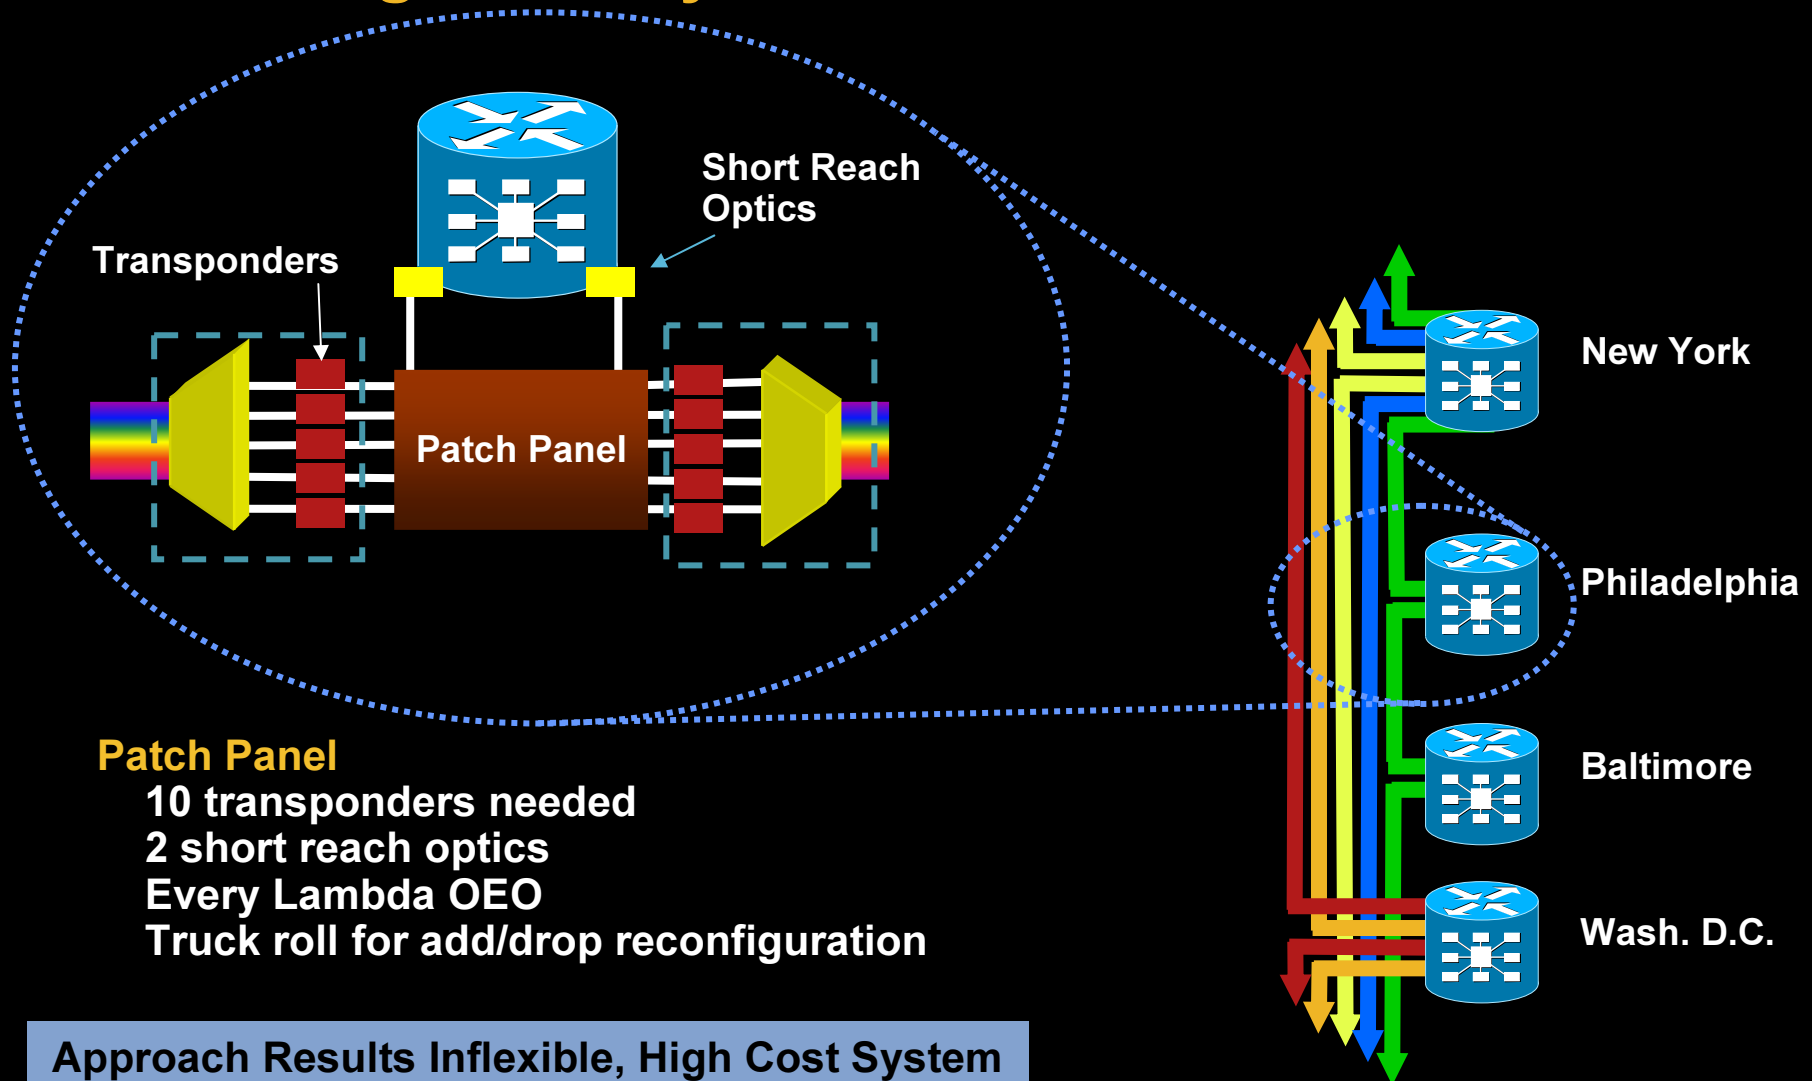 Short Reach
Optics
Transponders
Patch Panel
New York
Philadelphia
Baltimore
Wash. D.C.
Patch Panel
10 transponders needed
2 short reach optics
Every Lambda OEO
Truck roll for add/drop reconfiguration
Approach Results Inflexible, High Cost System